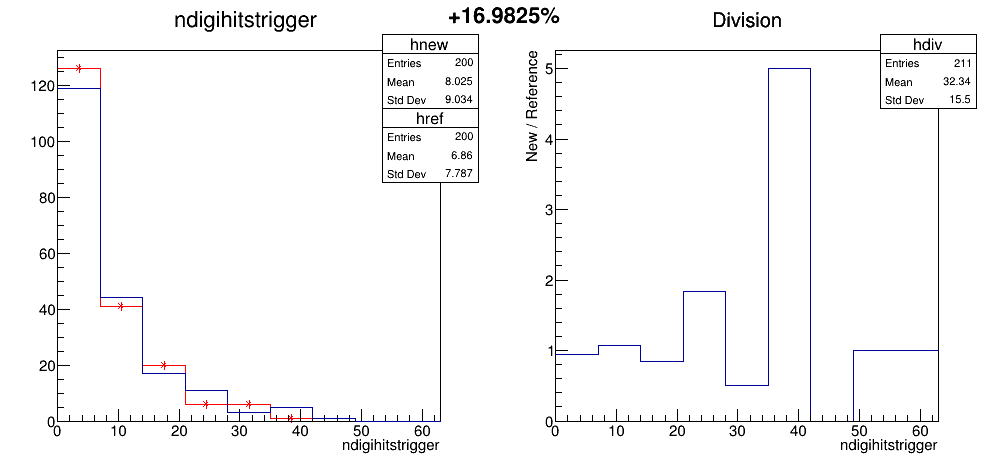 +16.9825%
ndigihitstrigger
hnew
Entries 200
Mean 8.025
Std Dev 9.034
href
Entries 200
Mean 6.86
Std Dev 7.787
120
100
80
60
40
20
0
0 10 20 30 40 50 60
ndigihitstrigger
Division
hdiv
Entries 211
Mean 32.34
Std Dev 15.5
New / Reference
5
4
3
2
1
0
0 10 20 30 40 50 60
ndigihitstrigger